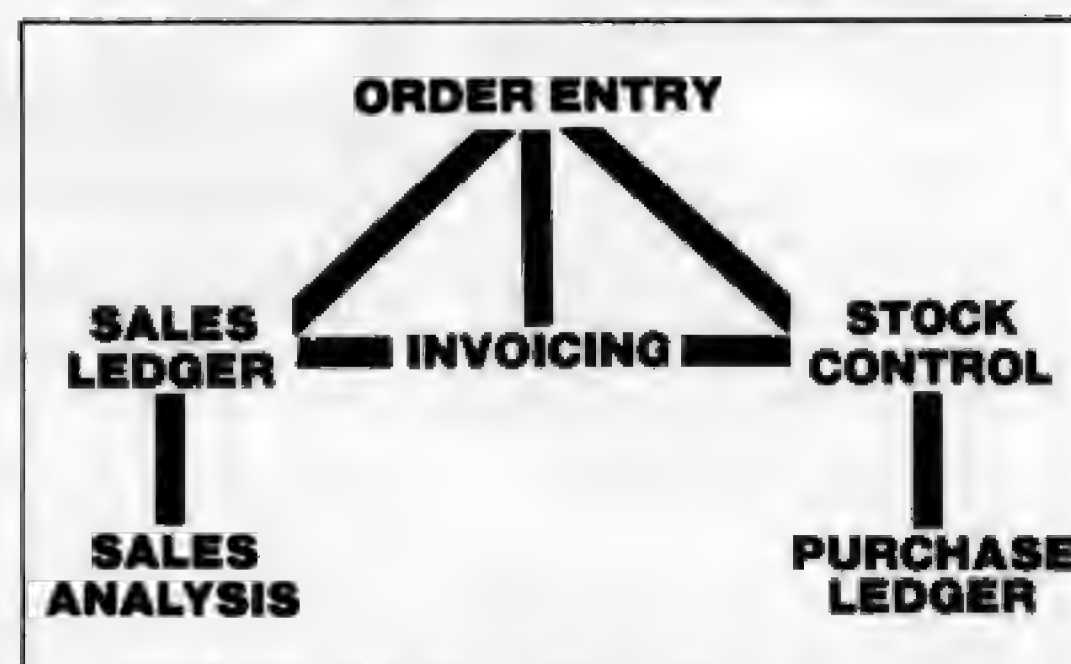 ORDER ENTRY
SALES
LEDGER
INVOICING
STOCK
CONTROL
SALES
ANALYSIS
PURCHASE
LEDGER